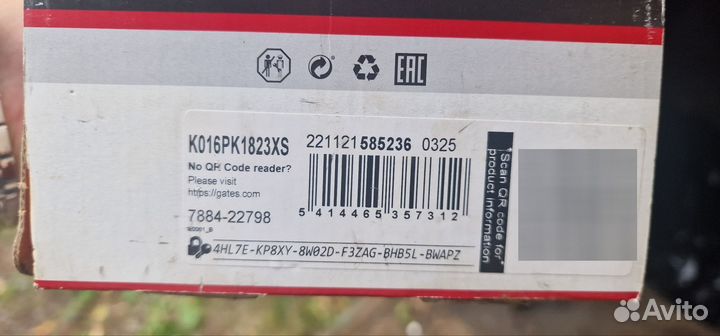 EAC
K016PK1823XS
221121585236 0325
No QR Code reader?
Please visit
https://gates.com
7884-22798
5 414465 357312
4HL7E-KP8XY-8W02D-F3ZAG-BHB5L-BWAPZ
*Scan QR code for
product information
Avito